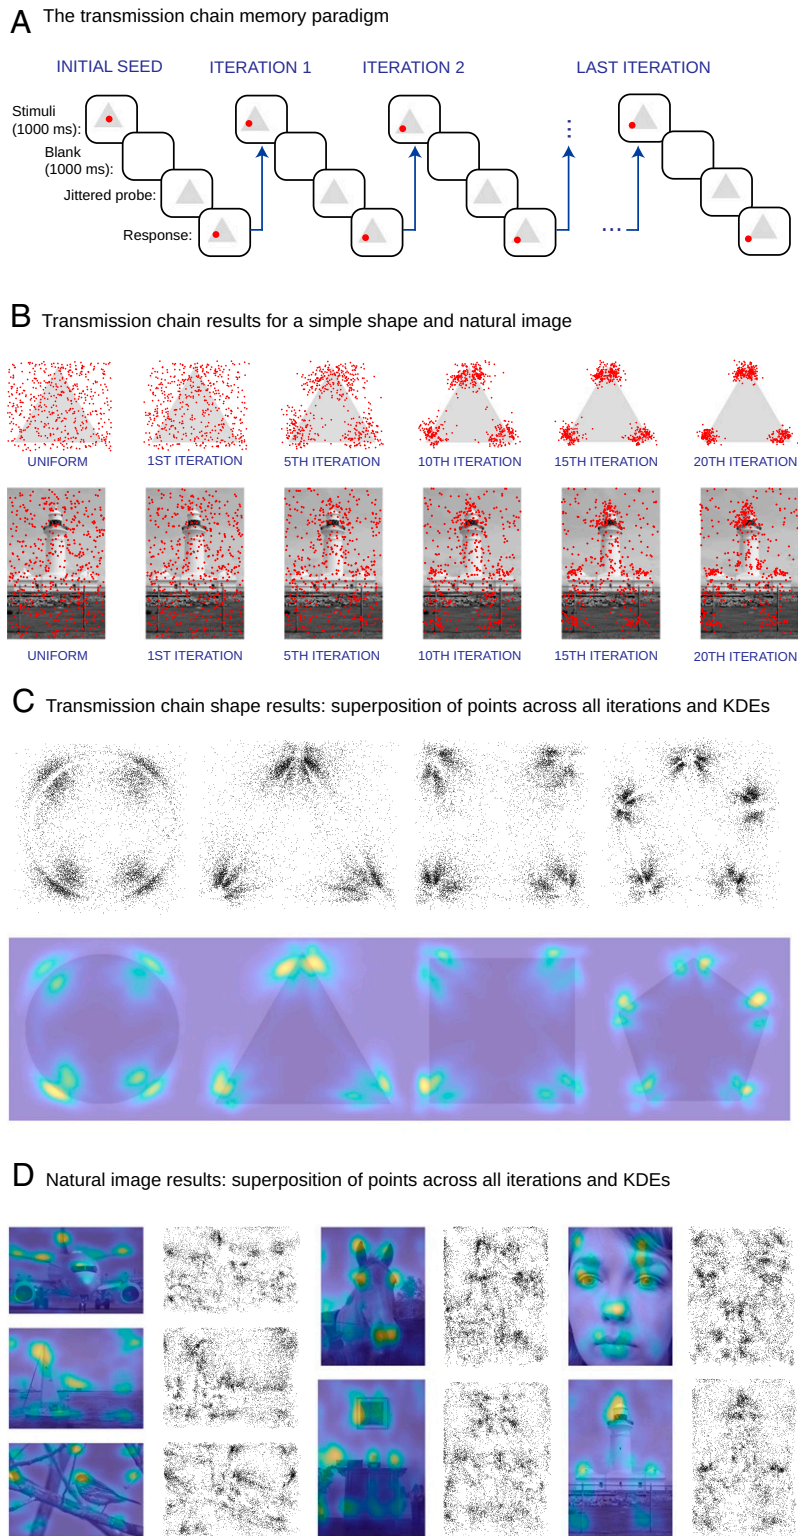 A The transmission chain memory paradigm
INITIAL SEED ITERATION 1 ITERATION 2 LAST ITERATION
Stimuli
(1000 ms):
Blank
(1000 ms):
Jittered probe:
Response:
...
...
B Transmission chain results for a simple shape and natural image
UNIFORM 1ST ITERATION 5TH ITERATION 10TH ITERATION 15TH ITERATION 20TH ITERATION
UNIFORM 1ST ITERATION 5TH ITERATION 10TH ITERATION 15TH ITERATION 20TH ITERATION
C Transmission chain shape results: superposition of points across all iterations and KDEs
D Natural image results: superposition of points across all iterations and KDEs